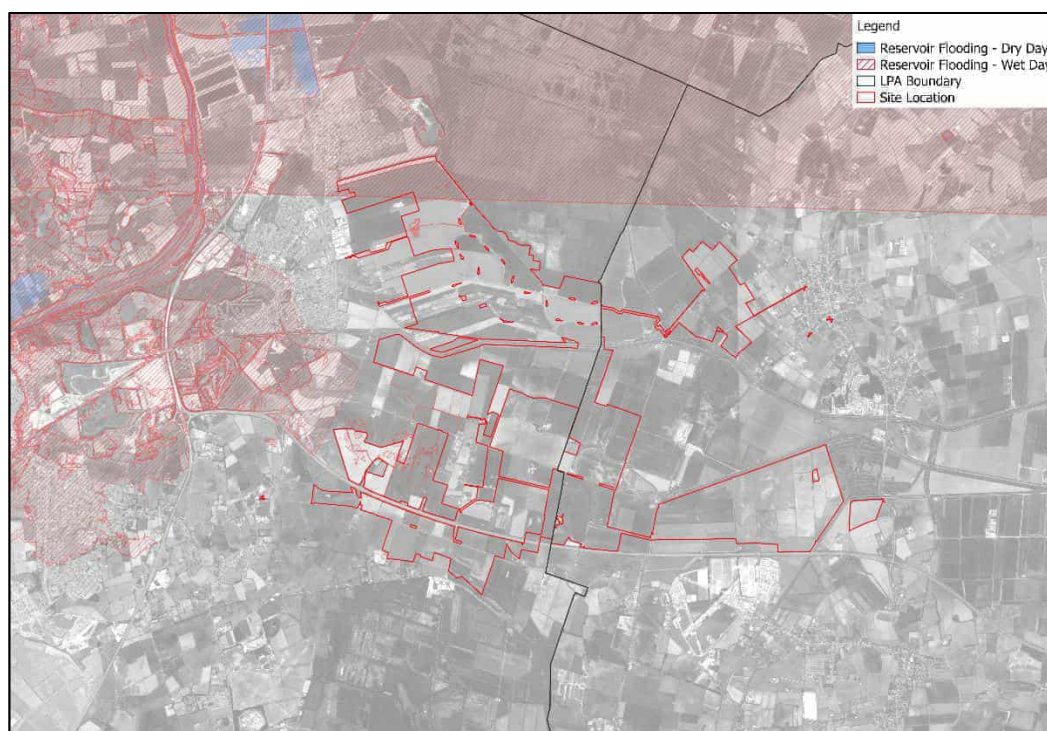 Legend
Reservoir Flooding - Dry Day
Reservoir Flooding - Wet Day
LPA Boundary
Site Location